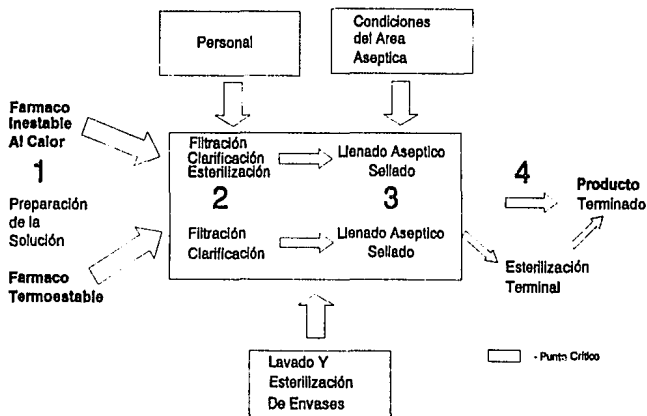 Personal
Condiciones
del Area
Aseptica
Farmaco
Inestable
Al Calor
1
Preparación
de la
Solución
Farmaco
Termoestable
Filtración
Clarificación
Esterilización
2
Filtración
Clarificación
Llenado Aseptico
Sellado
3
Llenado Aseptico
Sellado
4
Producto
Terminado
Esterilización
Terminal
Lavado Y
Esterilización
De Envases
- Punto Crítico